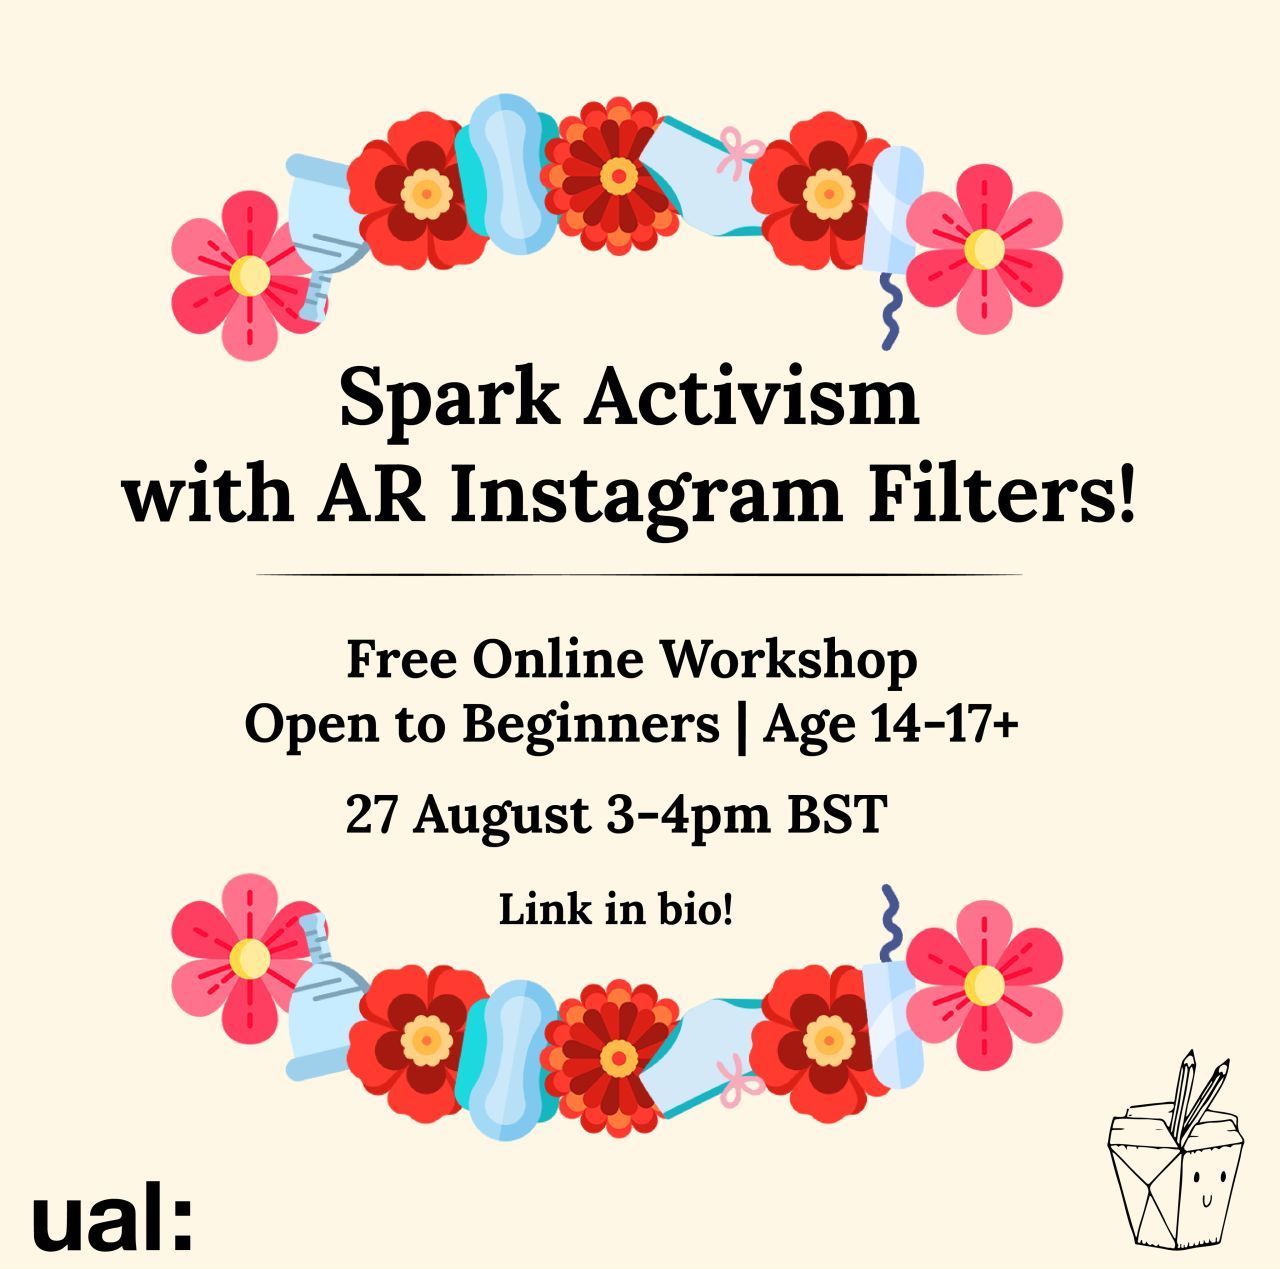 Spark Activism
with AR Instagram Filters!
Free Online Workshop
Open to Beginners | Age 14-17+
27 August 3-4pm BST
Link in bio!
ual: